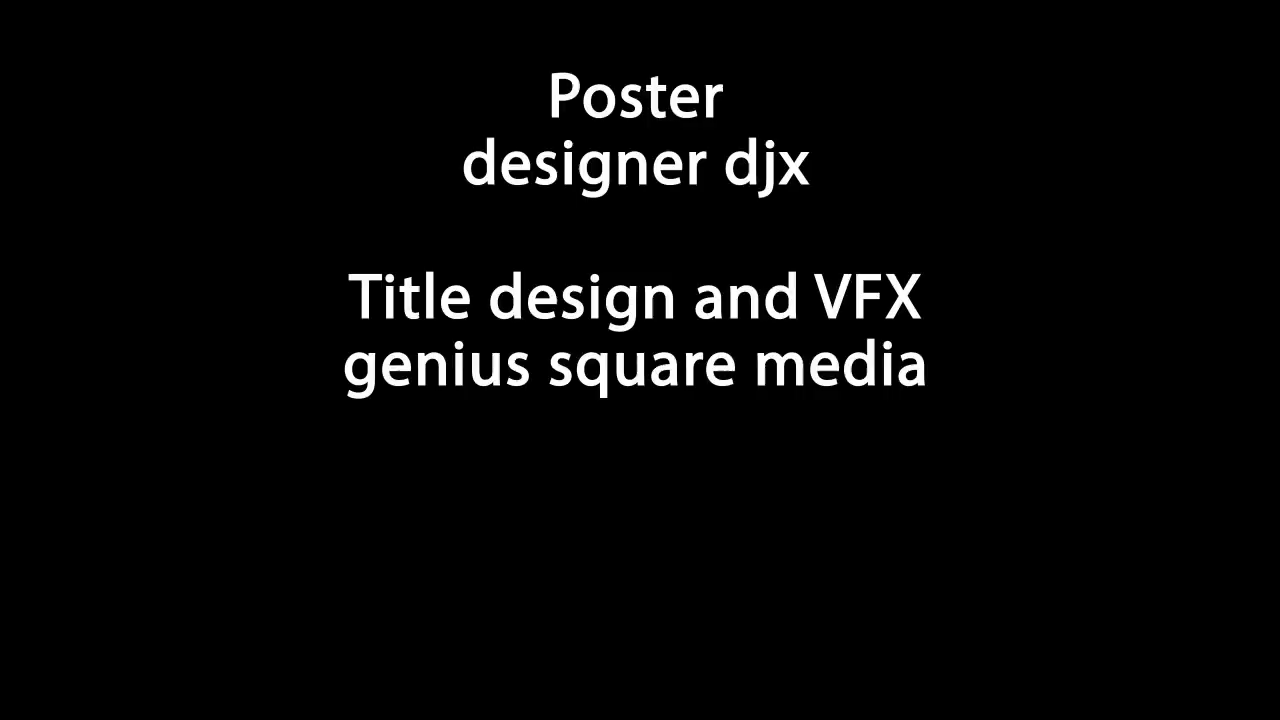 Poster
designer djx
Title design and VFX
genius square media